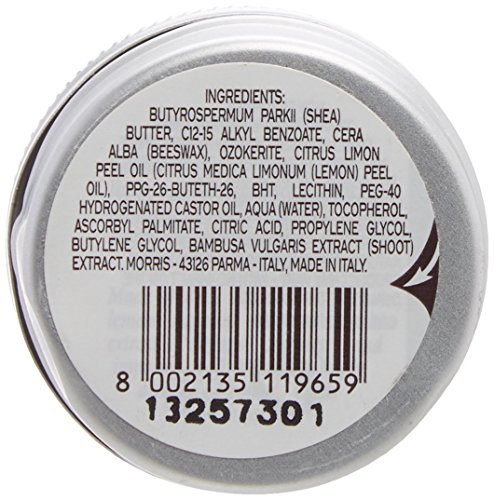 INGREDIENTS:
BUTYROSPERMUM PARKII (SHEA)
BUTTER, C12-15 ALKYL BENZOATE, CERA
ALBA (BEESWAX), OZOKERITE, CITRUS LIMON
PEEL OIL (CITRUS MEDICA LIMONUM (LEMON) PEEL
OIL), PPG-26-BUTETH-26, BHT, LECITHIN, PEG-40
HYDROGENATED CASTOR OIL, AQUA (WATER), TOCOPHEROL,
ASCORBYL PALMITATE, CITRIC ACID, PROPYLENE GLYCOL,
BUTYLENE GLYCOL, BAMBUSA VULGARIS EXTRACT (SHOOT)
EXTRACT. MORRIS - 43126 PARMA - ITALY, MADE IN ITALY.
8 002135 119659
13257301